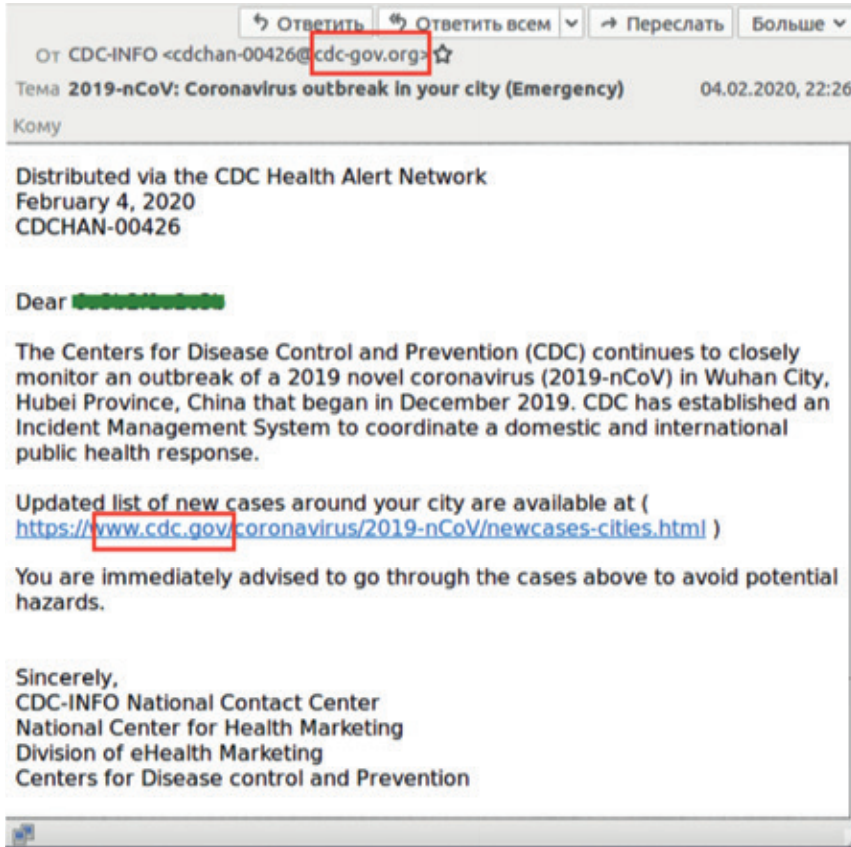 Ответить Ответить всем Переслать Больше
От CDC-INFO <cdchan-00426@cdc-gov.org>
Тема 2019-nCoV: Coronavirus outbreak in your city (Emergency) 04.02.2020, 22:26
Кому
Distributed via the CDC Health Alert Network
February 4, 2020
CDCHAN-00426
Dear
The Centers for Disease Control and Prevention (CDC) continues to closely
monitor an outbreak of a 2019 novel coronavirus (2019-nCoV) in Wuhan City,
Hubei Province, China that began in December 2019. CDC has established an
Incident Management System to coordinate a domestic and international
public health response.
Updated list of new cases around your city are available at (
https://www.cdc.gov/coronavirus/2019-nCoV/newcases-cities.html )
You are immediately advised to go through the cases above to avoid potential
hazards.
Sincerely,
CDC-INFO National Contact Center
National Center for Health Marketing
Division of eHealth Marketing
Centers for Disease control and Prevention